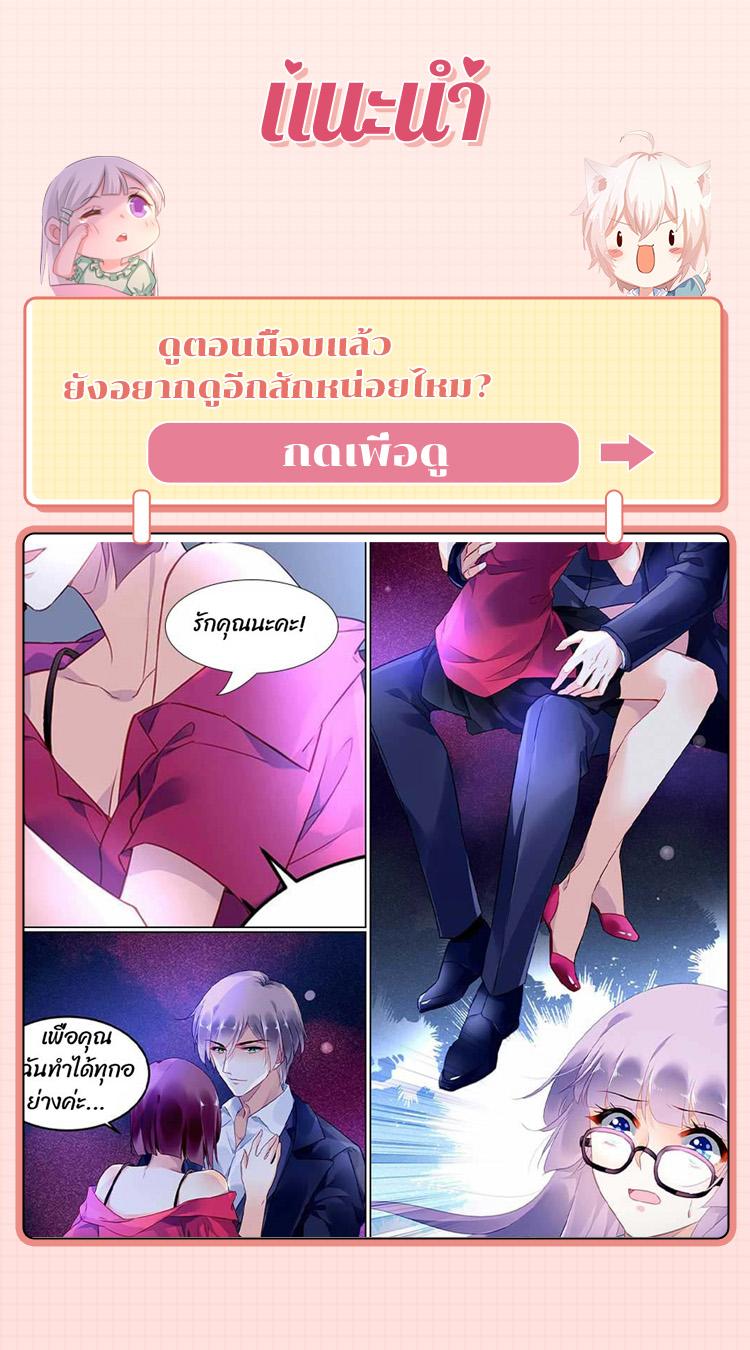 แนะนำ
ดูตอนนี้จบแล้ว
ยังอยากดูอีกสักหน่อยไหม?
กดเพื่อดู
รักคุณนะคะ!
เพื่อคุณ
ฉันทำได้ทุกอ
ย่างค่ะ...